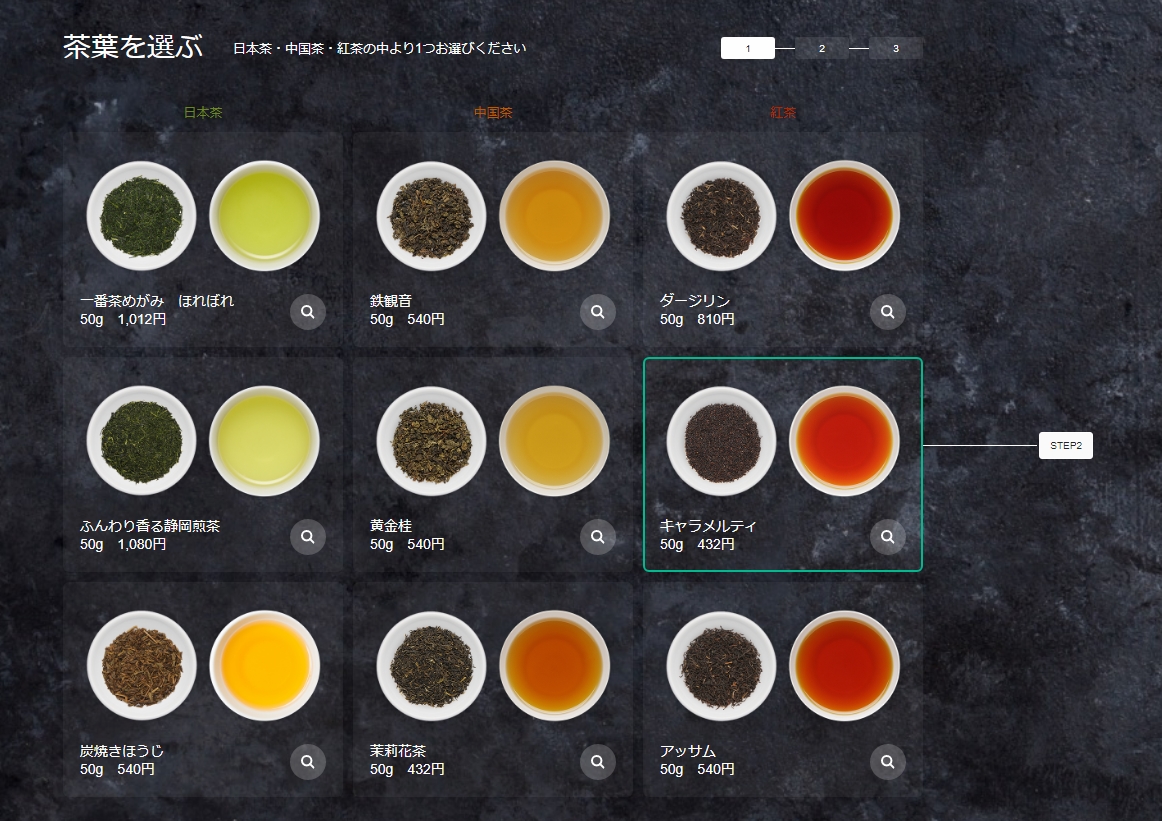 茶葉を選ぶ
日本茶・中国茶・紅茶の中より1つお選びください
1
2
3
日本茶
中国茶
紅茶
一番茶めがみ　ほれぼれ
50g　1,012円
鉄観音
50g　540円
ダージリン
50g　810円
ふんわり香る静岡煎茶
50g　1,080円
黄金桂
50g　540円
キャラメルティ
50g　432円
STEP2
炭焼きほうじ
50g　540円
茉莉花茶
50g　432円
アッサム
50g　540円